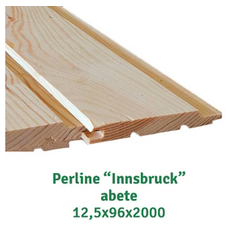 Perline “Innsbruck”
abete
12,5x96x2000